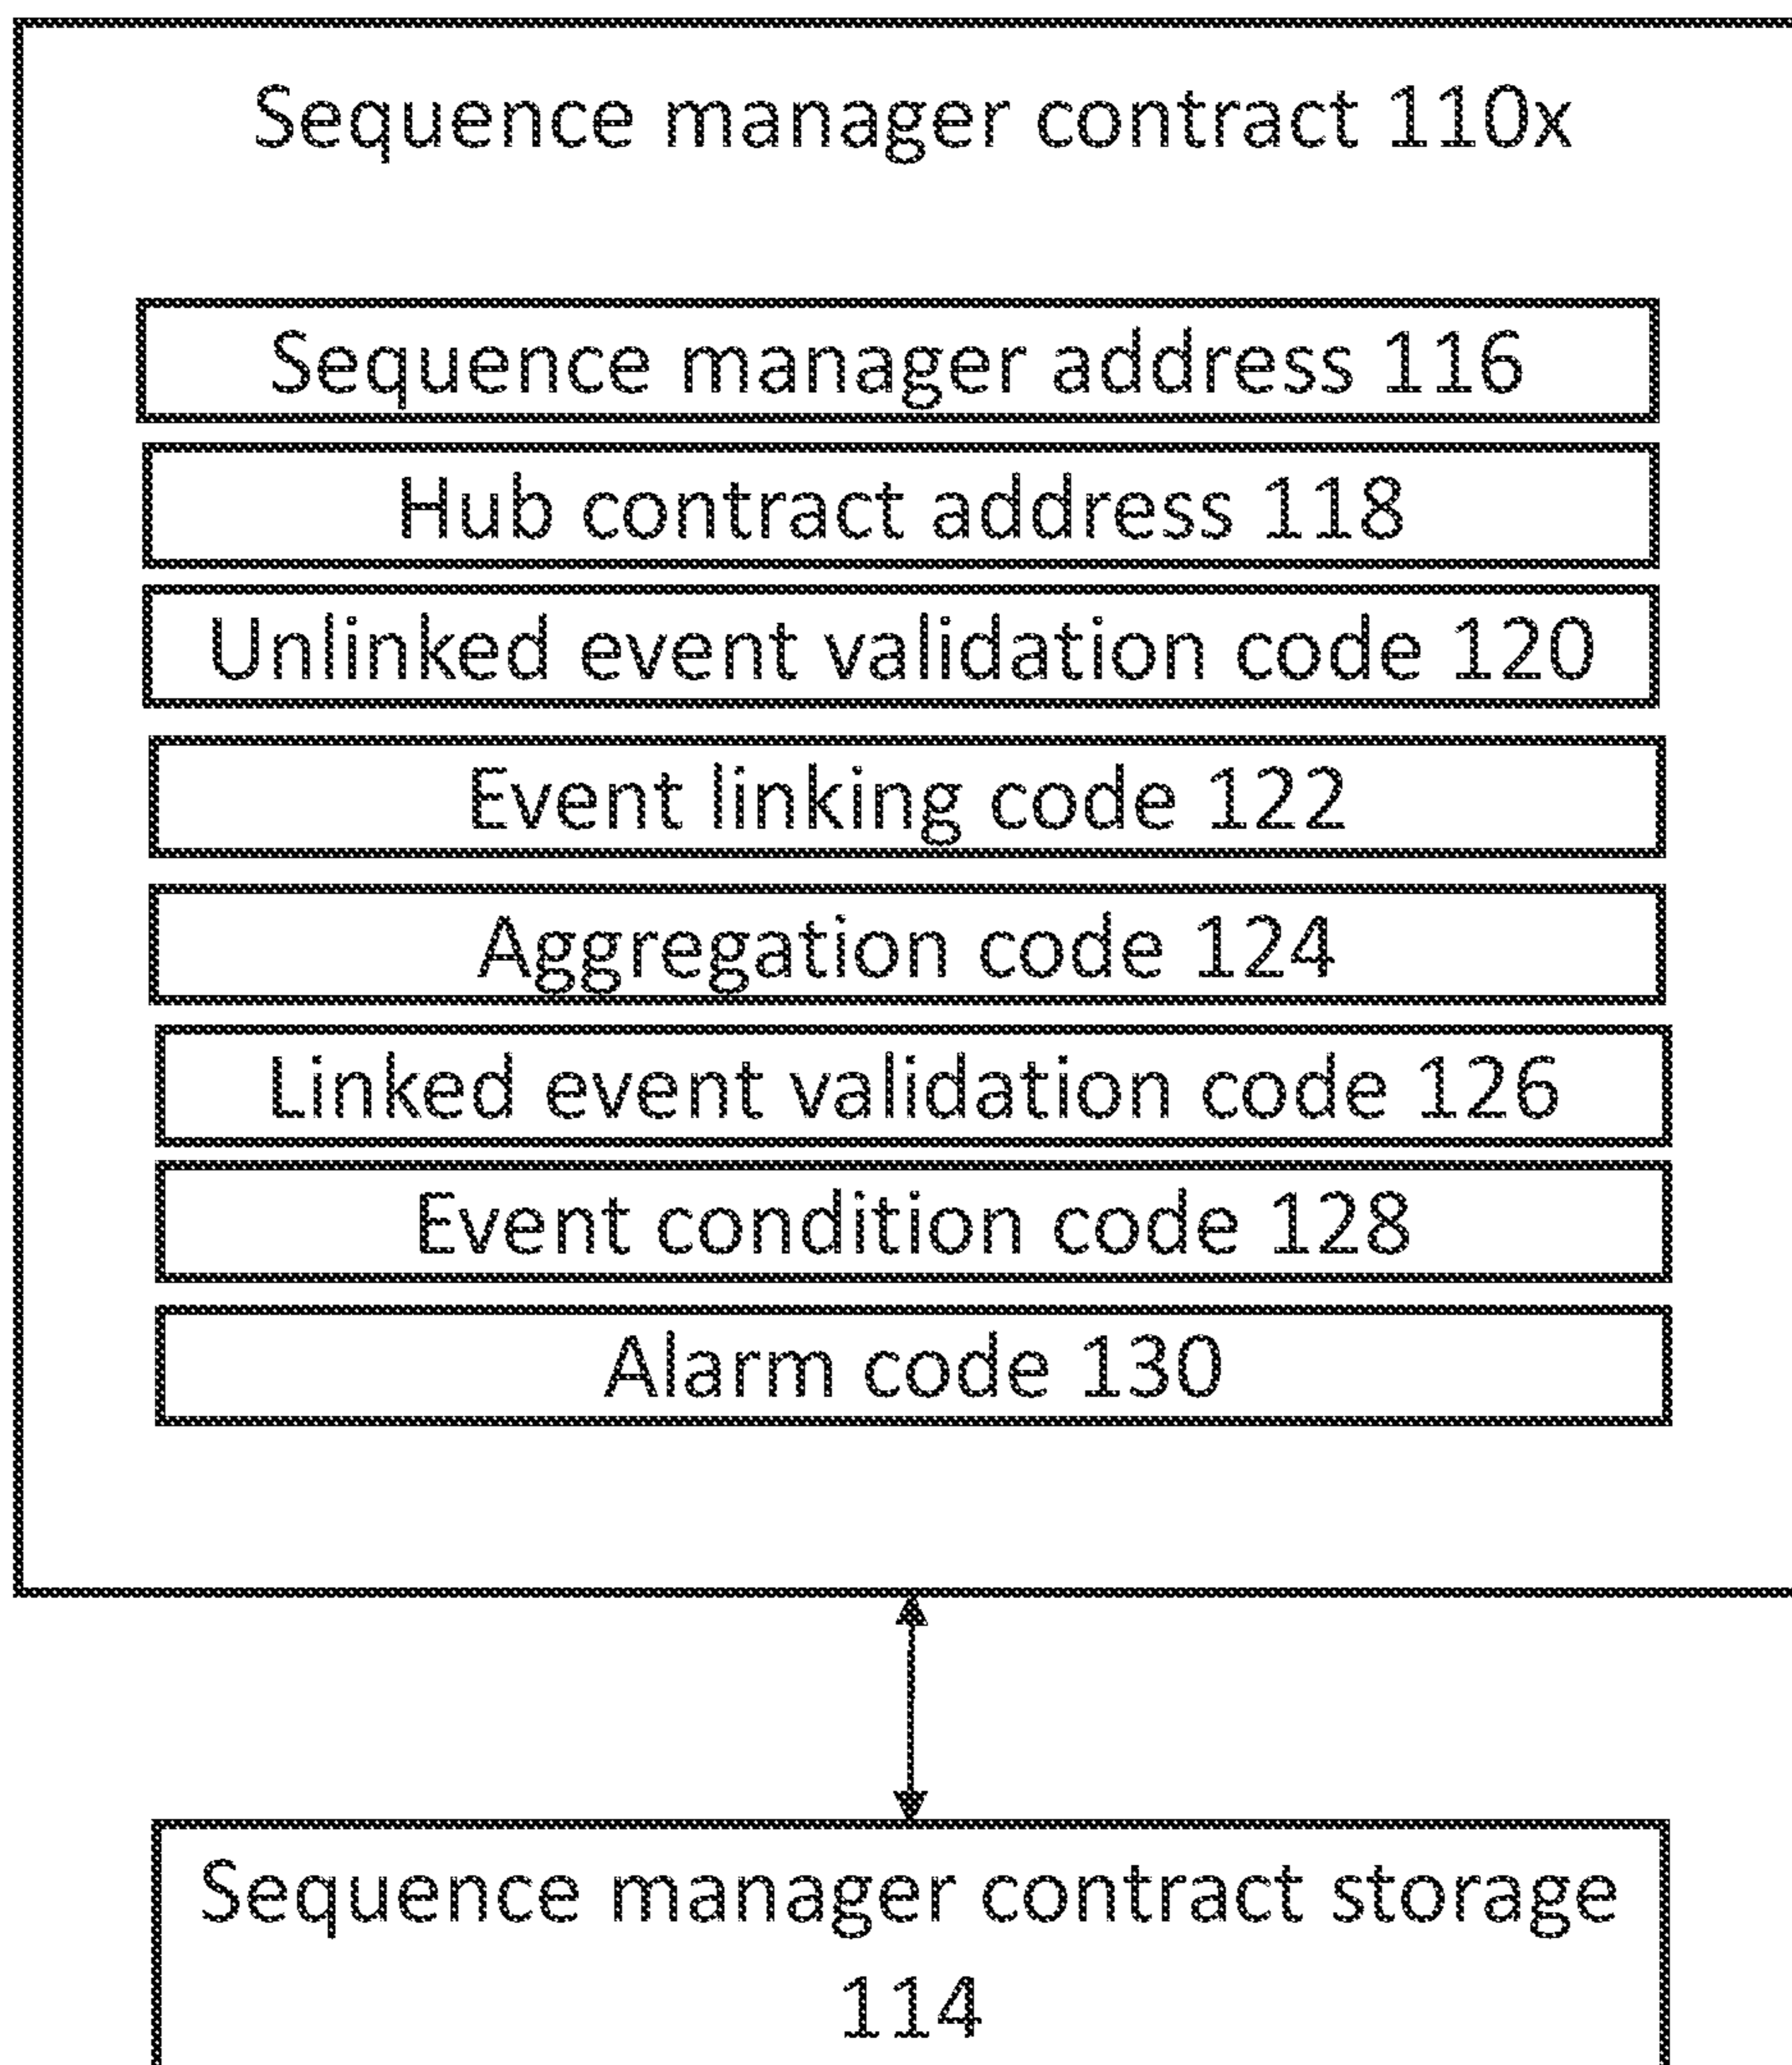 Sequence manager contract 110x
Sequence manager address 116
Hub contract address 118
Unlinked event validation code 120
Event linking code 122
Aggregation code 124
Linked event validation code 126
Event condition code 128
Alarm code 130
Sequence manager contract storage
114